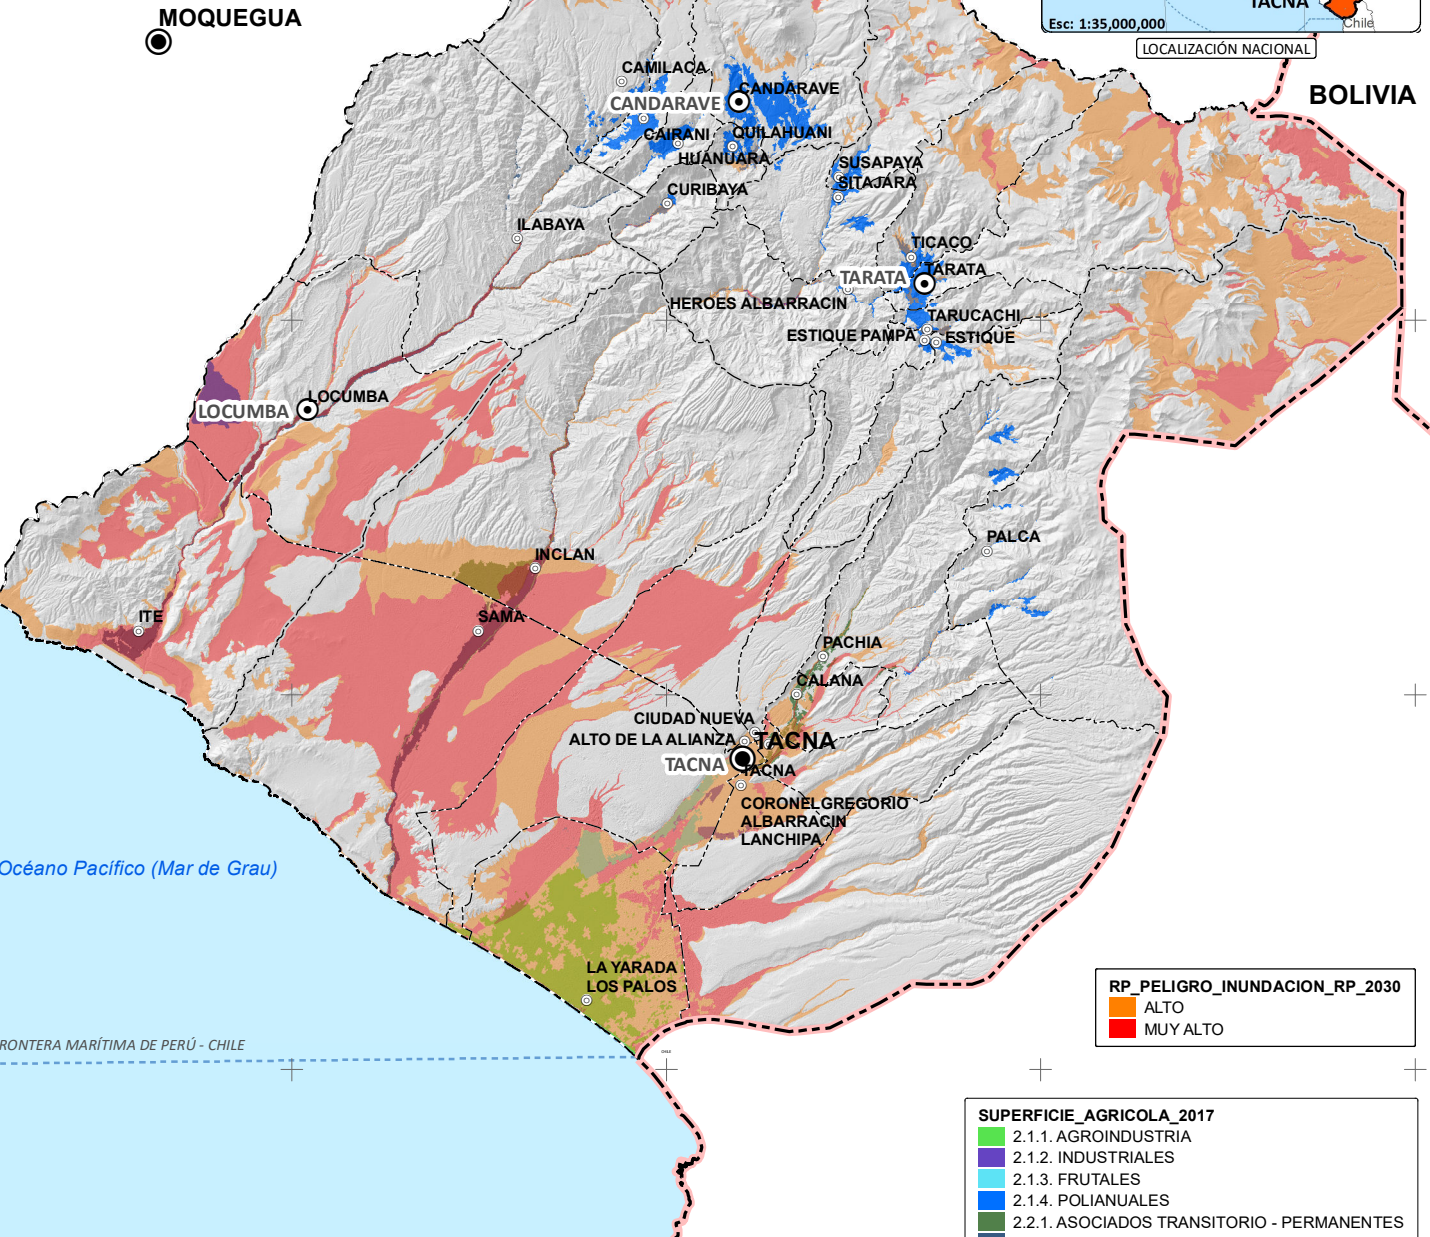 MOQUEGUA
TACNA
Chile
Esc: 1:35,000,000
LOCALIZACIÓN NACIONAL
BOLIVIA
CAMILACA
CANDARAVE
CANDARAVE
CAIRANI
QUILAHUANI
HUANUARA
SUSAPAYA
SITAJARA
CURIBAYA
ILABAYA
TICACO
TARATA
TARATA
HEROES ALBARRACIN
TARUCACHI
ESTIQUE PAMPA
ESTIQUE
LOCUMBA
LOCUMBA
INCLAN
PALCA
ITE
SAMA
PACHIA
CALANA
CIUDAD NUEVA
ALTO DE LA ALIANZA
TACNA
TACNA
TACNA
CORONEL GREGORIO
ALBARRACIN
LANCHIPA
Océano Pacífico (Mar de Grau)
LA YARADA
LOS PALOS
RONTERA MARÍTIMA DE PERÚ - CHILE
CHILE
RP_PELIGRO_INUNDACION_RP_2030
ALTO
MUY ALTO
SUPERFICIE_AGRICOLA_2017
2.1.1. AGROINDUSTRIA
2.1.2. INDUSTRIALES
2.1.3. FRUTALES
2.1.4. POLIANUALES
2.2.1. ASOCIADOS TRANSITORIO - PERMANENTES